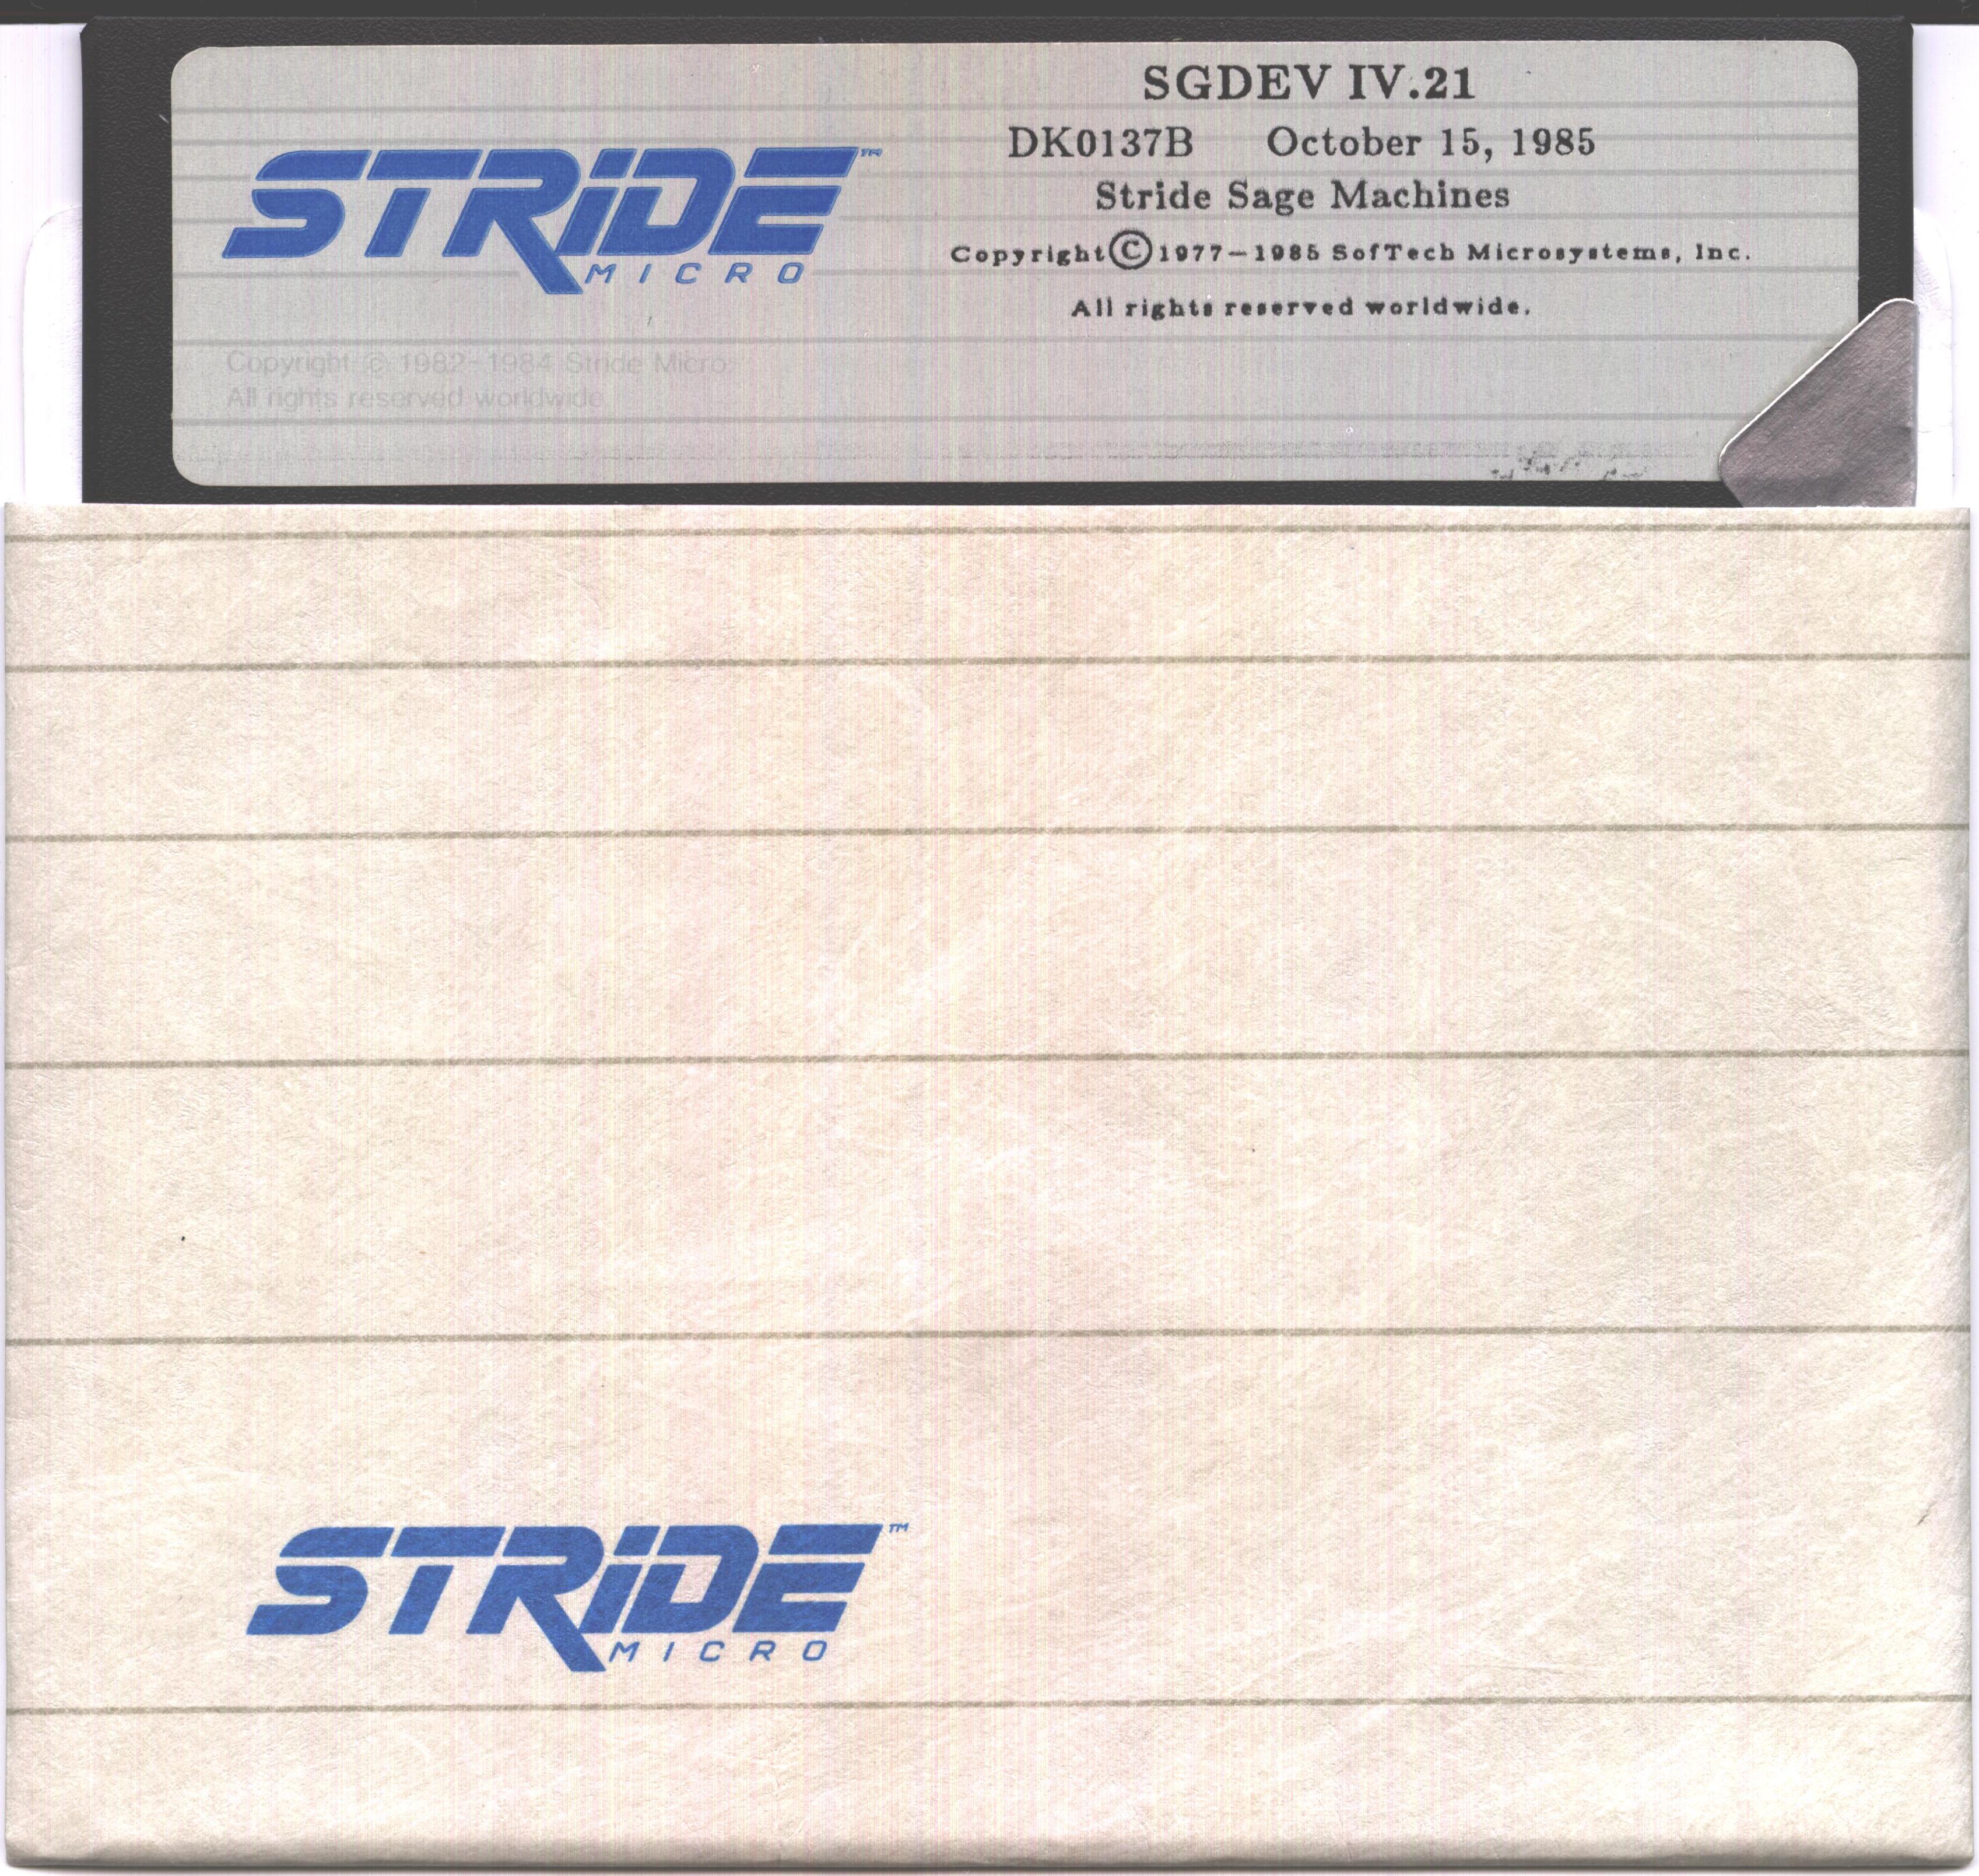 SGDEV IV.21
DK0137B October 15, 1985
Stride Sage Machines
Copyright © 1977-1985 SofTech Microsystems, Inc.
All rights reserved worldwide.
STRiDE™
MICRO
Copyright © 1982-1984 Stride Micro
All rights reserved worldwide
STRiDE™
MICRO